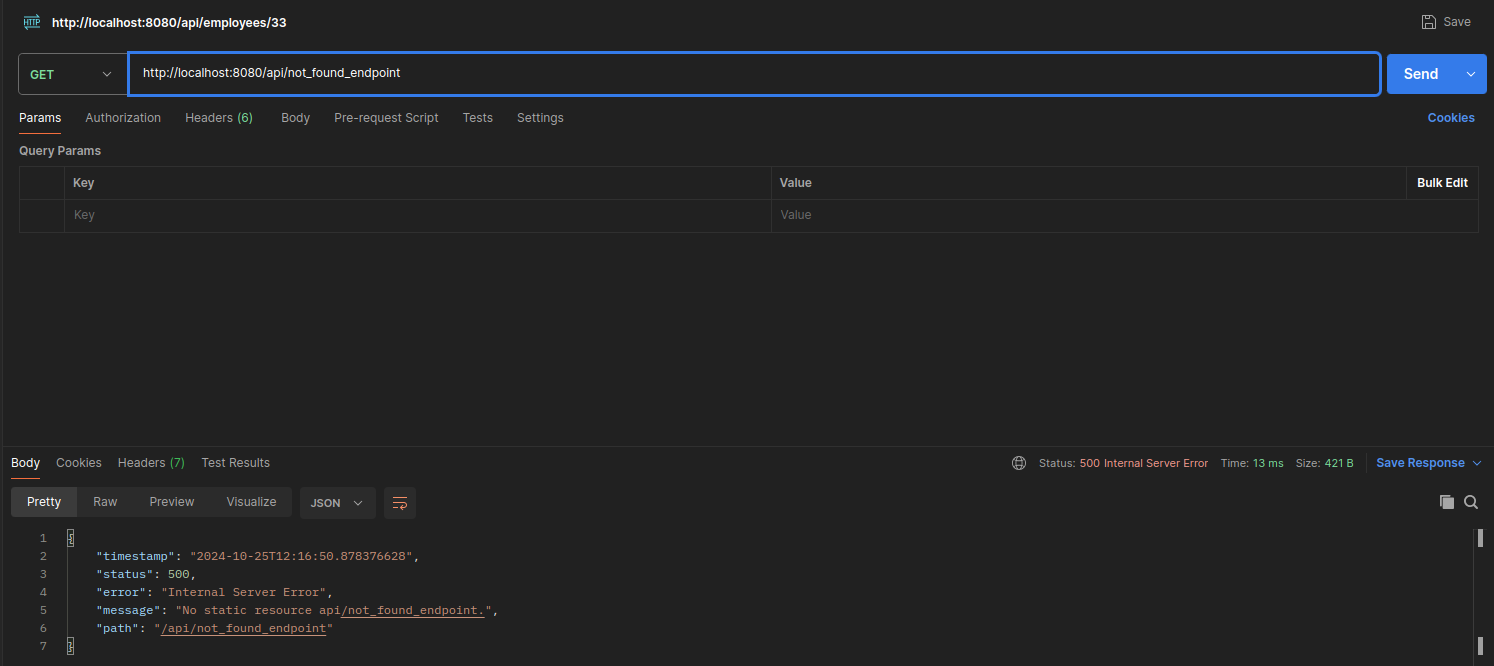 HTTP http://localhost:8080/api/employees/33 Save
GET http://localhost:8080/api/not_found_endpoint Send
Params Authorization Headers (6) Body Pre-request Script Tests Settings Cookies
Query Params
Key Value Bulk Edit
Key Value
Body Cookies Headers (7) Test Results Status: 500 Internal Server Error Time: 13 ms Size: 421 B Save Response
Pretty Raw Preview Visualize JSON
1 {
2 "timestamp": "2024-10-25T12:16:50.878376628",
3 "status": 500,
4 "error": "Internal Server Error",
5 "message": "No static resource api/not_found_endpoint.",
6 "path": "/api/not_found_endpoint"
7 }